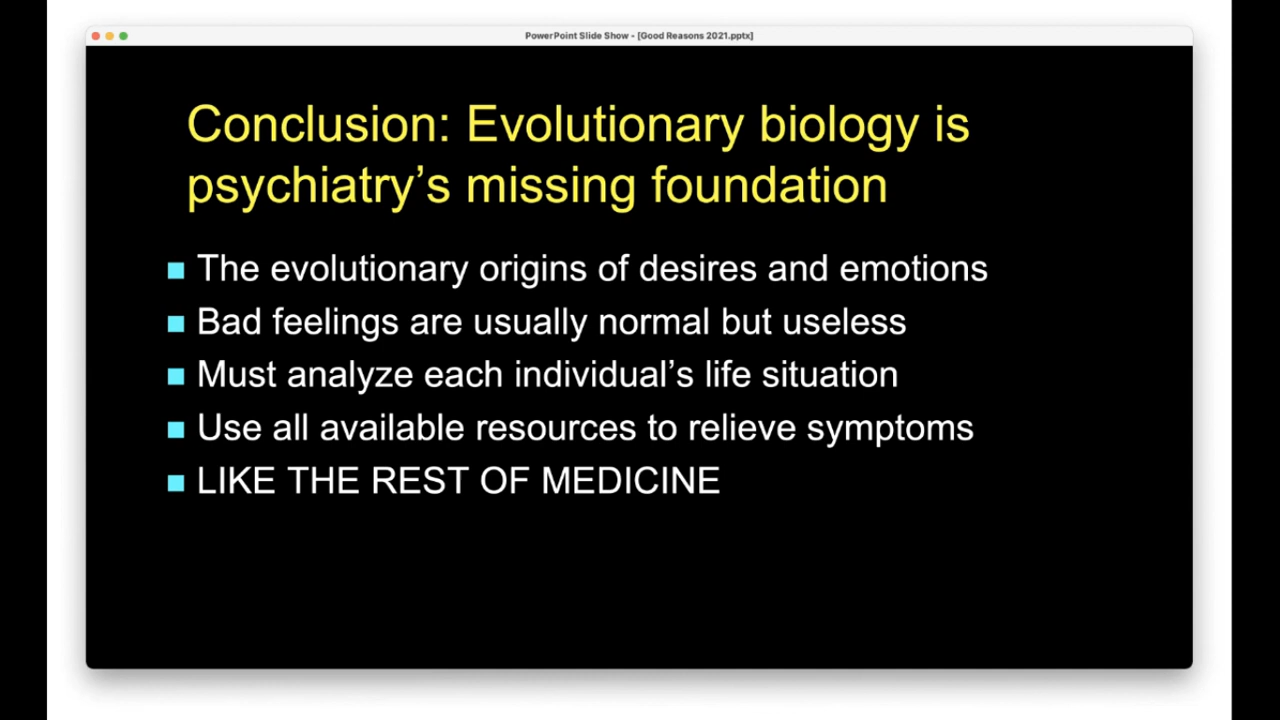 PowerPoint Slide Show - [Good Reasons 2021.pptx]
Conclusion: Evolutionary biology is
psychiatry’s missing foundation
The evolutionary origins of desires and emotions
Bad feelings are usually normal but useless
Must analyze each individual’s life situation
Use all available resources to relieve symptoms
LIKE THE REST OF MEDICINE